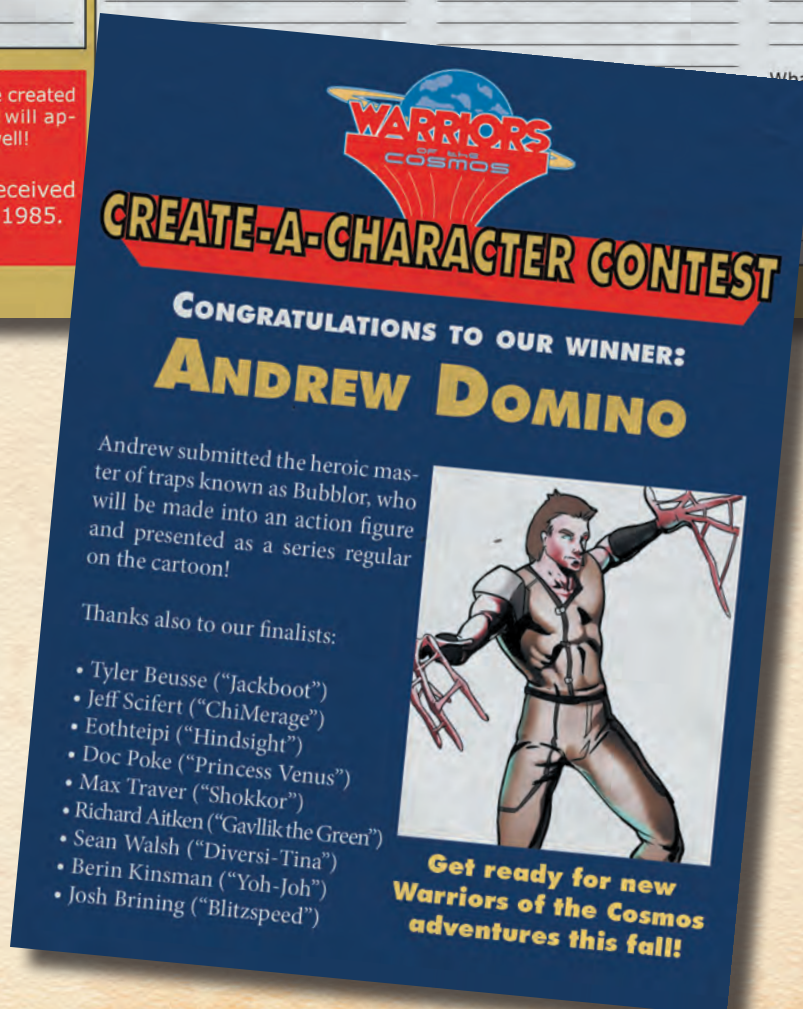 e created
will ap-
ell!
eceived
1985.
WARRIORS
OF the
COSMOS
CREATE-A-CHARACTER CONTEST
CONGRATULATIONS TO OUR WINNER:
ANDREW DOMINO
Andrew submitted the heroic mas-
ter of traps known as Bubblor, who
will be made into an action figure
and presented as a series regular
on the cartoon!
Thanks also to our finalists:
• Tyler Beusse ("Jackboot")
• Jeff Scifert ("ChiMerage")
• Eothteipi ("Hindsight")
• Doc Poke ("Princess Venus")
• Max Traver ("Shokkor")
• Richard Aitken ("Gavllik the Green")
• Sean Walsh ("Diversi-Tina")
• Berin Kinsman ("Yoh-Joh")
• Josh Brining ("Blitzspeed")
Get ready for new
Warriors of the Cosmos
adventures this fall!